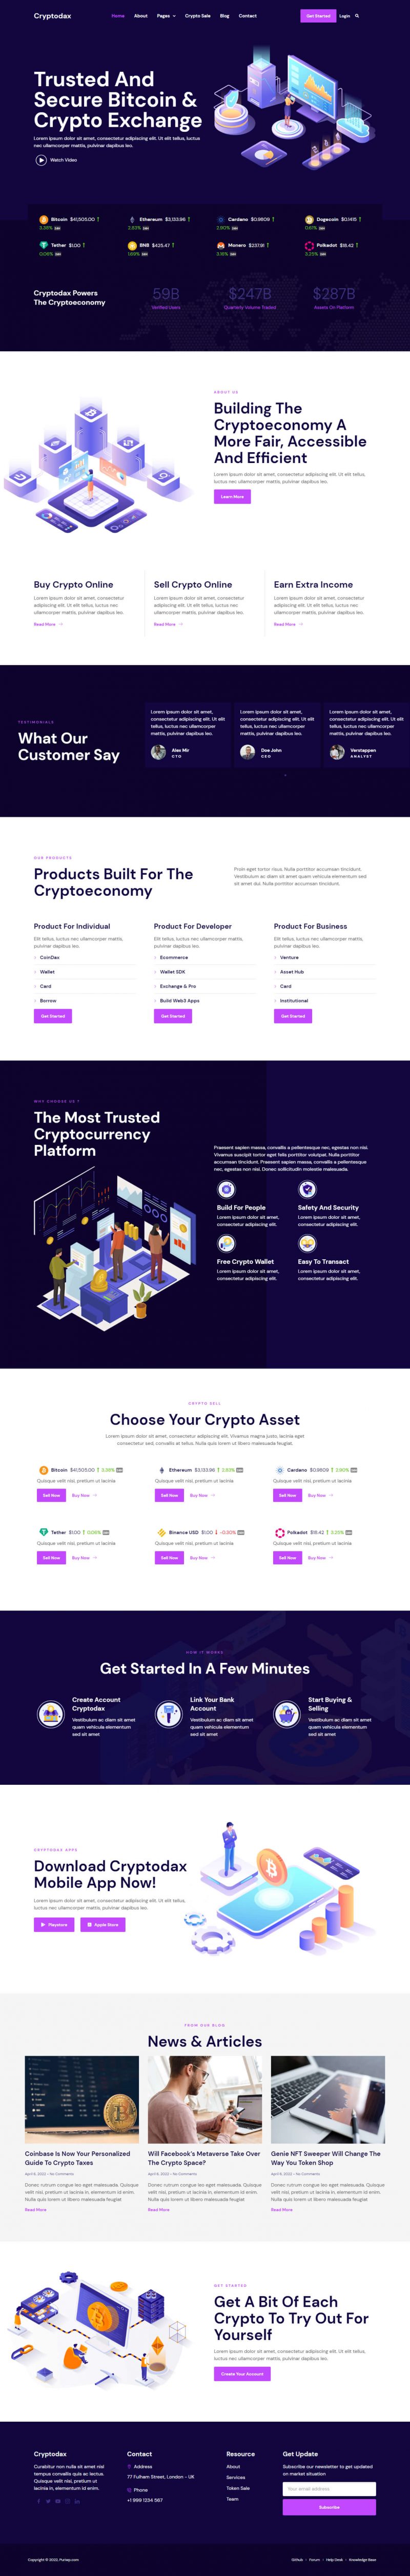 Cryptodax
Home About Pages Crypto Sale Blog Contact
Get Started Login
Trusted And
Secure Bitcoin &
Crypto Exchange
Lorem ipsum dolor sit amet, consectetur adipiscing elit. Ut elit tellus, luctus
nec ullamcorper mattis, pulvinar dapibus leo.
Watch Video
Bitcoin $41,505.00
3.36% 24H
Ethereum $3,133.96
2.83% 24H
Cardano $0.9609
2.90% 24H
Dogecoin $0.1415
0.61% 24H
Tether $1.00
0.06% 24H
BNB $425.47
1.69% 24H
Monero $237.91
3.16% 24H
Polkadot $18.42
3.23% 24H
Cryptodax Powers
The Cryptoeconomy
59B
Verified Users
$247B
Quarterly Volume Traded
$287B
Assets On Platform
ABOUT US
Building The
Cryptoeconomy A
More Fair, Accessible
And Efficient
Lorem ipsum dolor sit amet, consectetur adipiscing elit. Ut elit tellus,
luctus nec ullamcorper mattis, pulvinar dapibus leo.
Learn More
Buy Crypto Online
Lorem ipsum dolor sit amet, consectetur
adipiscing elit. Ut elit tellus, luctus nec
ullamcorper mattis, pulvinar dapibus leo.
Read More
Sell Crypto Online
Lorem ipsum dolor sit amet, consectetur
adipiscing elit. Ut elit tellus, luctus nec
ullamcorper mattis, pulvinar dapibus leo.
Read More
Earn Extra Income
Lorem ipsum dolor sit amet, consectetur
adipiscing elit. Ut elit tellus, luctus nec
ullamcorper mattis, pulvinar dapibus leo.
Read More
TESTIMONIALS
What Our
Customer Say
Lorem ipsum dolor sit amet,
consectetur adipiscing elit. Ut elit
tellus, luctus nec ullamcorper
mattis, pulvinar dapibus leo.
Alex Mir
CTO
Lorem ipsum dolor sit amet,
consectetur adipiscing elit. Ut elit
tellus, luctus nec ullamcorper
mattis, pulvinar dapibus leo.
Doe John
CEO
Lorem ipsum dolor sit amet,
consectetur adipiscing elit. Ut elit
tellus, luctus nec ullamcorper
mattis, pulvinar dapibus leo.
Verstappen
ANALYST
OUR PRODUCTS
Products Built For The
Cryptoeconomy
Proin eget tortor risus. Nulla porttitor accumsan tincidunt.
Vestibulum ac diam sit amet quam vehicula elementum sed
sit amet dui. Nulla porttitor accumsan tincidunt.
Product For Individual
Elit tellus, luctus nec ullamcorper mattis,
pulvinar dapibus leo.
CoinDax
Wallet
Card
Borrow
Get Started
Product For Developer
Elit tellus, luctus nec ullamcorper mattis,
pulvinar dapibus leo.
Ecommerce
Wallet SDK
Exchange & Pro
Build Web3 Apps
Get Started
Product For Business
Elit tellus, luctus nec ullamcorper mattis,
pulvinar dapibus leo.
Venture
Asset Hub
Card
Institutional
Get Started
WHY CHOOSE US ?
The Most Trusted
Cryptocurrency
Platform
Praesent sapien massa, convallis a pellentesque nec, egestas non nisi.
Vivamus suscipit tortor eget felis porttitor volutpat. Nulla porttitor
accumsan tincidunt. Praesent sapien massa, convallis a pellentesque
nec, egestas non nisi. Donec sollicitudin molestie malesuada.
Build For People
Lorem ipsum dolor sit amet,
consectetur adipiscing elit.
Safety And Security
Lorem ipsum dolor sit amet,
consectetur adipiscing elit.
Free Crypto Wallet
Lorem ipsum dolor sit amet,
consectetur adipiscing elit.
Easy To Transact
Lorem ipsum dolor sit amet,
consectetur adipiscing elit.
CRYPTO SELL
Choose Your Crypto Asset
Lorem ipsum dolor sit amet, consectetur adipiscing elit. Vivamus magna justo, lacinia eget
consectetur sed, convallis at tellus. Nulla quis lorem ut libero malesuada feugiat.
Bitcoin $41,505.00 3.36% 24H
Quisque velit nisi, pretium ut lacinia
Sell Now Buy Now
Ethereum $3,133.96 2.83% 24H
Quisque velit nisi, pretium ut lacinia
Sell Now Buy Now
Cardano $0.9609 2.90% 24H
Quisque velit nisi, pretium ut lacinia
Sell Now Buy Now
Tether $1.00 0.06% 24H
Quisque velit nisi, pretium ut lacinia
Sell Now Buy Now
Binance USD $1.00 -0.30% 24H
Quisque velit nisi, pretium ut lacinia
Sell Now Buy Now
Polkadot $18.42 3.23% 24H
Quisque velit nisi, pretium ut lacinia
Sell Now Buy Now
HOW IT WORKS
Get Started In A Few Minutes
Create Account
Cryptodax
Vestibulum ac diam sit amet
quam vehicula elementum
sed sit amet
Link Your Bank
Account
Vestibulum ac diam sit amet
quam vehicula elementum
sed sit amet
Start Buying &
Selling
Vestibulum ac diam sit amet
quam vehicula elementum
sed sit amet
CRYPTODAX APPS
Download Cryptodax
Mobile App Now!
Lorem ipsum dolor sit amet, consectetur adipiscing elit. Ut elit tellus,
luctus nec ullamcorper mattis, pulvinar dapibus leo.
Playstore Apple Store
FROM OUR BLOG
News & Articles
Coinbase Is Now Your Personalized
Guide To Crypto Taxes
April 8, 2022 • No Comments
Donec rutrum congue leo eget malesuada. Quisque
velit nisi, pretium ut lacinia in, elementum id enim.
Nulla quis lorem ut libero malesuada feugiat
Read More
Will Facebook's Metaverse Take Over
The Crypto Space?
April 8, 2022 • No Comments
Donec rutrum congue leo eget malesuada. Quisque
velit nisi, pretium ut lacinia in, elementum id enim.
Nulla quis lorem ut libero malesuada feugiat
Read More
Genie NFT Sweeper Will Change The
Way You Token Shop
April 8, 2022 • No Comments
Donec rutrum congue leo eget malesuada. Quisque
velit nisi, pretium ut lacinia in, elementum id enim.
Nulla quis lorem ut libero malesuada feugiat
Read More
GET STARTED
Get A Bit Of Each
Crypto To Try Out For
Yourself
Lorem ipsum dolor sit amet, consectetur adipiscing elit. Ut elit tellus,
luctus nec ullamcorper mattis, pulvinar dapibus leo.
Create Your Account
Cryptodax
Curabitur non nulla sit amet nisl
tempus convallis quis ac lectus.
Quisque velit nisi, pretium ut
lacinia in, elementum id enim.
Contact
Address
77 Fulham Street, London - UK
Phone
+1 999 1234 567
Resource
About
Services
Token Sale
Team
Get Update
Subscribe our newsletter to get updated
on market situation
Your email address
Subscribe
Copyright © 2022,
Github Forum Help Desk Knowledge Base